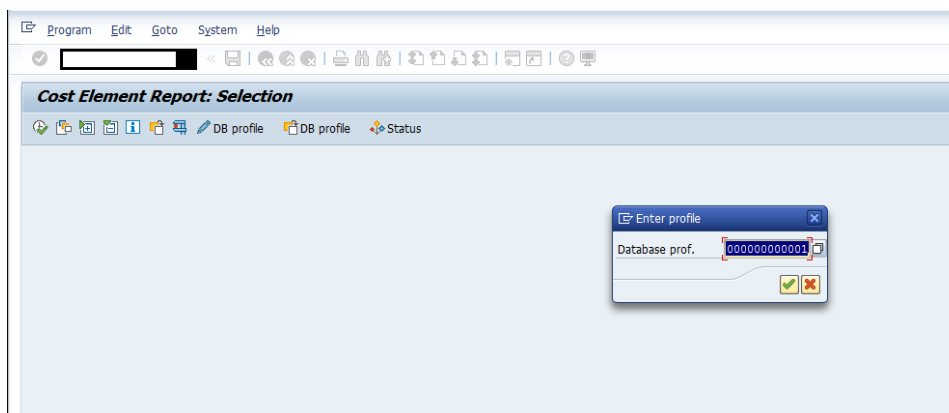 Program Edit Goto System Help
Cost Element Report: Selection
DB profile DB profile Status
Enter profile
Database prof. 000000000001